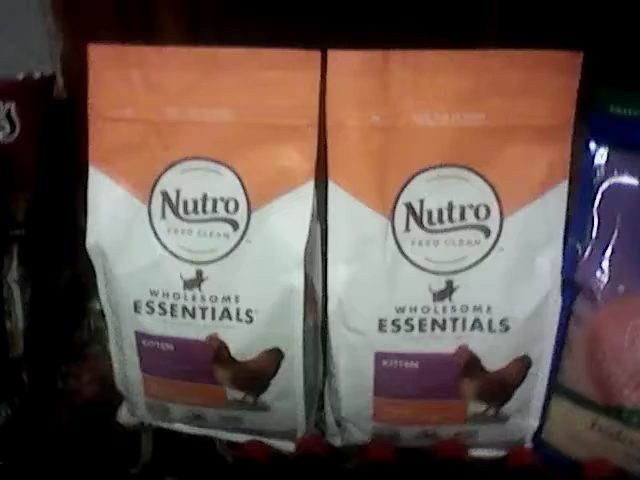 Nutro
FEED CLEAN
WHOLESOME
ESSENTIALS
KITTEN
Nutro
FEED CLEAN
WHOLESOME
ESSENTIALS
KITTEN